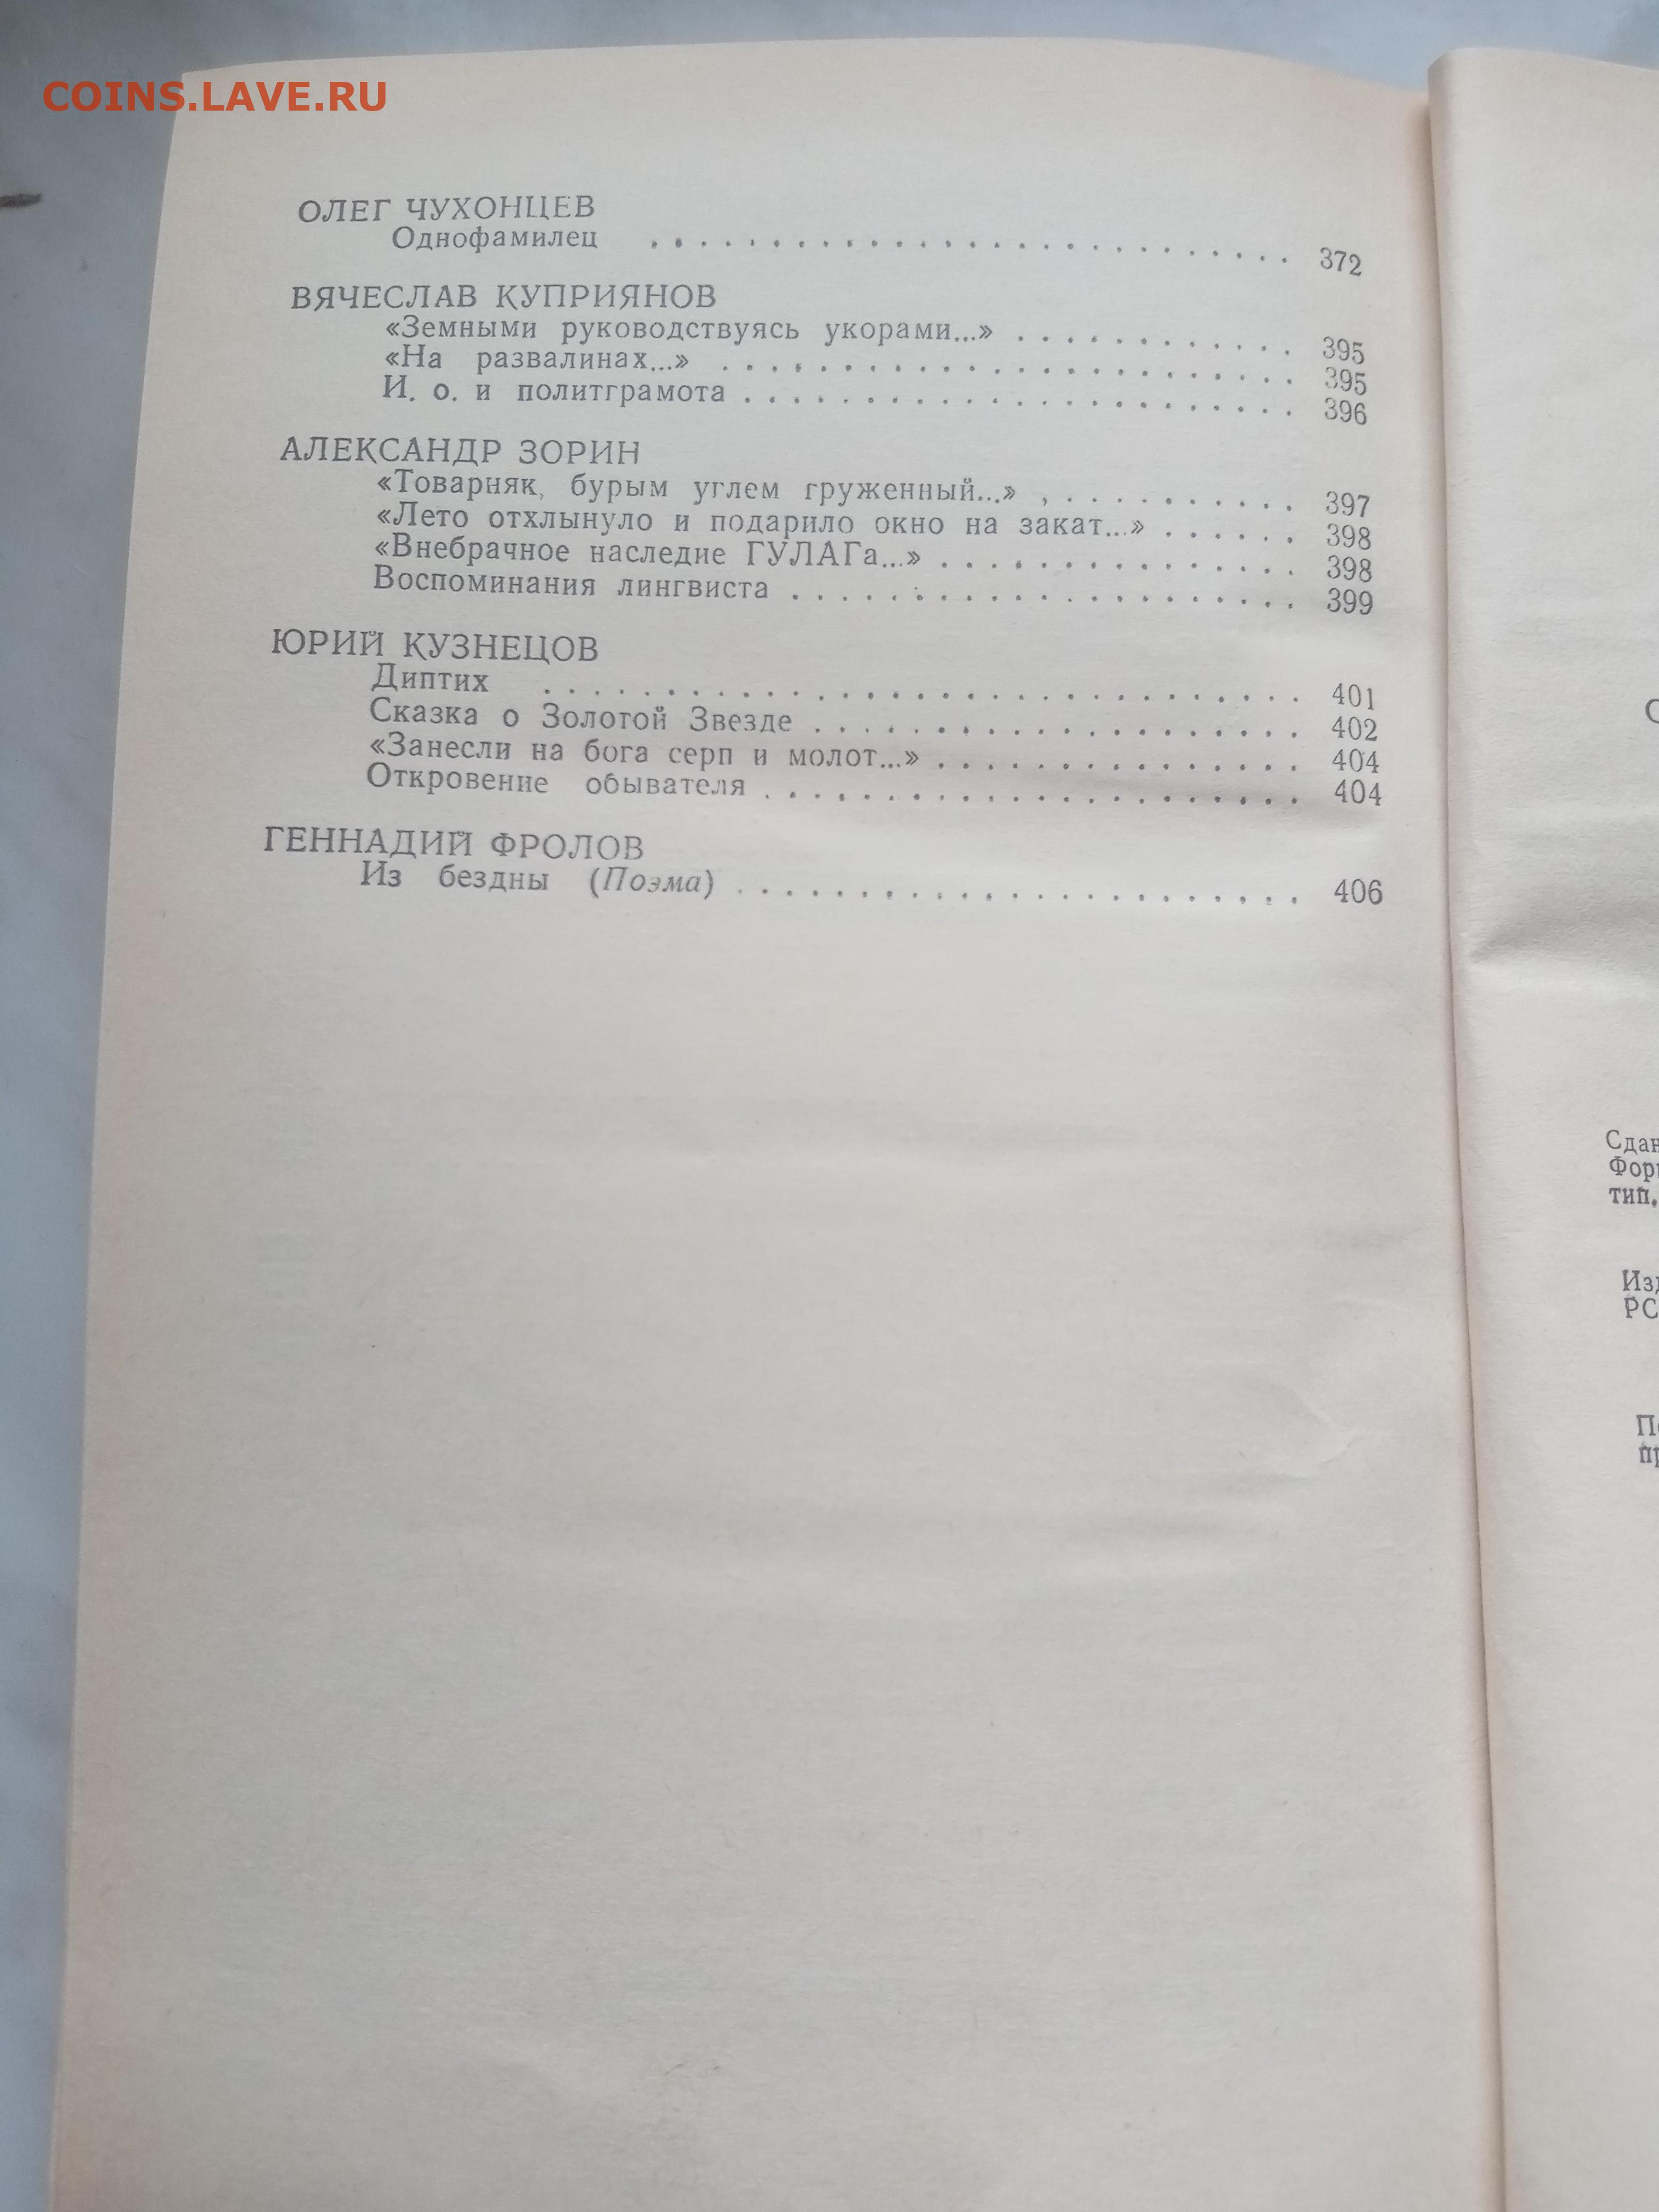 COINS.LAVE.RU
ОЛЕГ ЧУХОНЦЕВ
Однофамилец . . . . . . . . . . . . . . . . . . . . . . . . . . . 372
ВЯЧЕСЛАВ КУПРИЯНОВ
«Земными руководствуясь укорами...» . . . . . . . . . . . . 395
«На развалинах...» . . . . . . . . . . . . . . . . . . . . . . . . 395
И. о. и политграмота . . . . . . . . . . . . . . . . . . . . . . . 396
АЛЕКСАНДР ЗОРИН
«Товарняк, бурым углем груженный...» , . . . . . . . . . . 397
«Лето отхлынуло и подарило окно на закат...» . . . . . . 398
«Внебрачное наследие ГУЛАГа...» . . . . . . . . . . . . . . . 398
Воспоминания лингвиста . . . . . . . . . . . . . . . . . . . . . 399
ЮРИЙ КУЗНЕЦОВ
Диптих . . . . . . . . . . . . . . . . . . . . . . . . . . . . . . . 401
Сказка о Золотой Звезде . . . . . . . . . . . . . . . . . . . . 402
«Занесли на бога серп и молот...» . . . . . . . . . . . . . . . 404
Откровение обывателя . . . . . . . . . . . . . . . . . . . . . . 404
ГЕННАДИЙ ФРОЛОВ
Из бездны (Поэма) . . . . . . . . . . . . . . . . . . . . . . . . 406
тип.